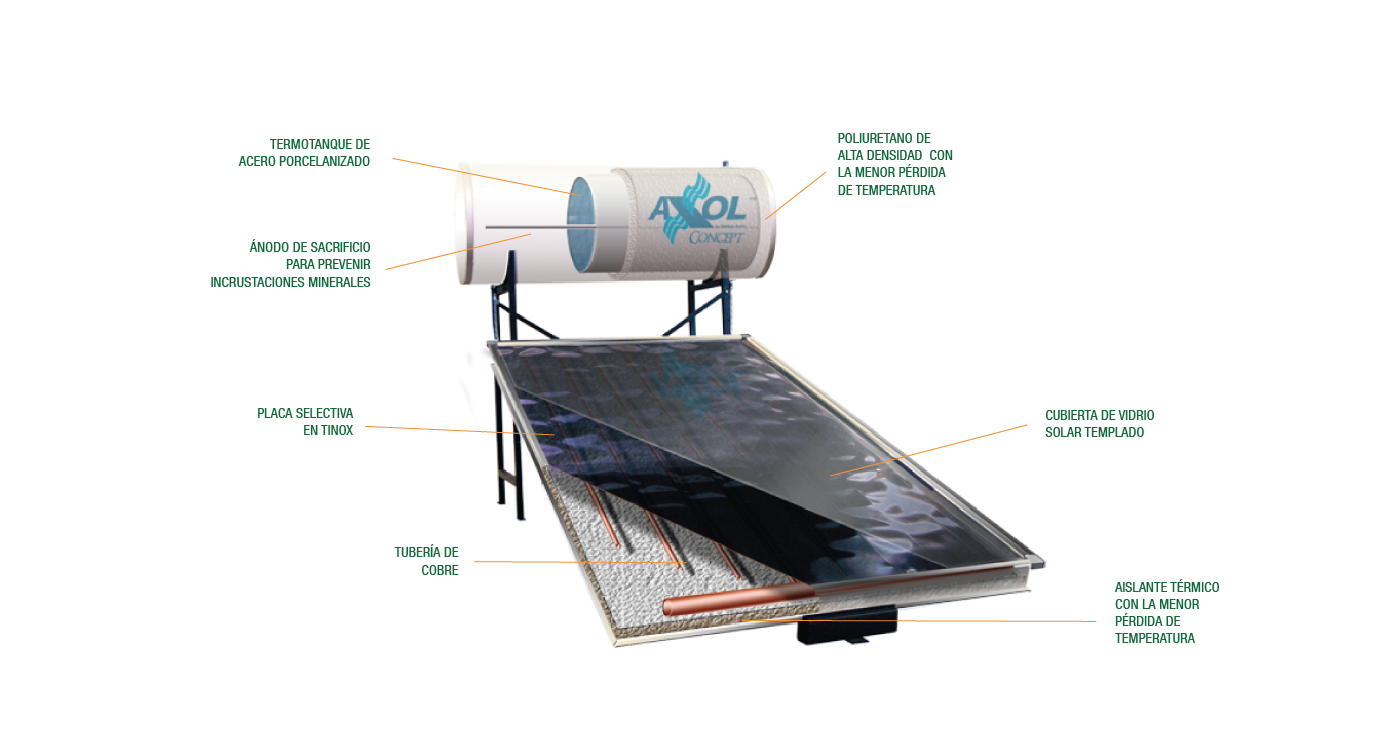 TERMOTANQUE DE
ACERO PORCELANIZADO
POLIURETANO DE
ALTA DENSIDAD CON
LA MENOR PÉRDIDA
DE TEMPERATURA
AXOL
CONCEPT
ÁNODO DE SACRIFICIO
PARA PREVENIR
INCRUSTACIONES MINERALES
PLACA SELECTIVA
EN TINOX
CUBIERTA DE VIDRIO
SOLAR TEMPLADO
TUBERÍA DE
COBRE
AISLANTE TÉRMICO
CON LA MENOR
PÉRDIDA DE
TEMPERATURA